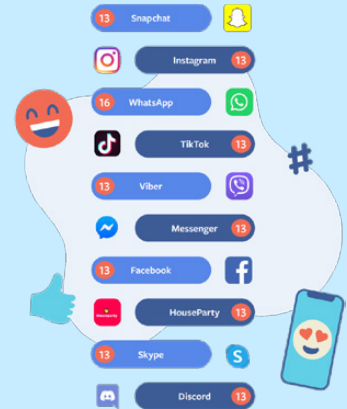 13 Snapchat
Instagram 13
16 WhatsApp
TikTok 13
13 Viber
Messenger 13
13 Facebook
Houseparty
HouseParty 13
13 Skype
Discord 13
#